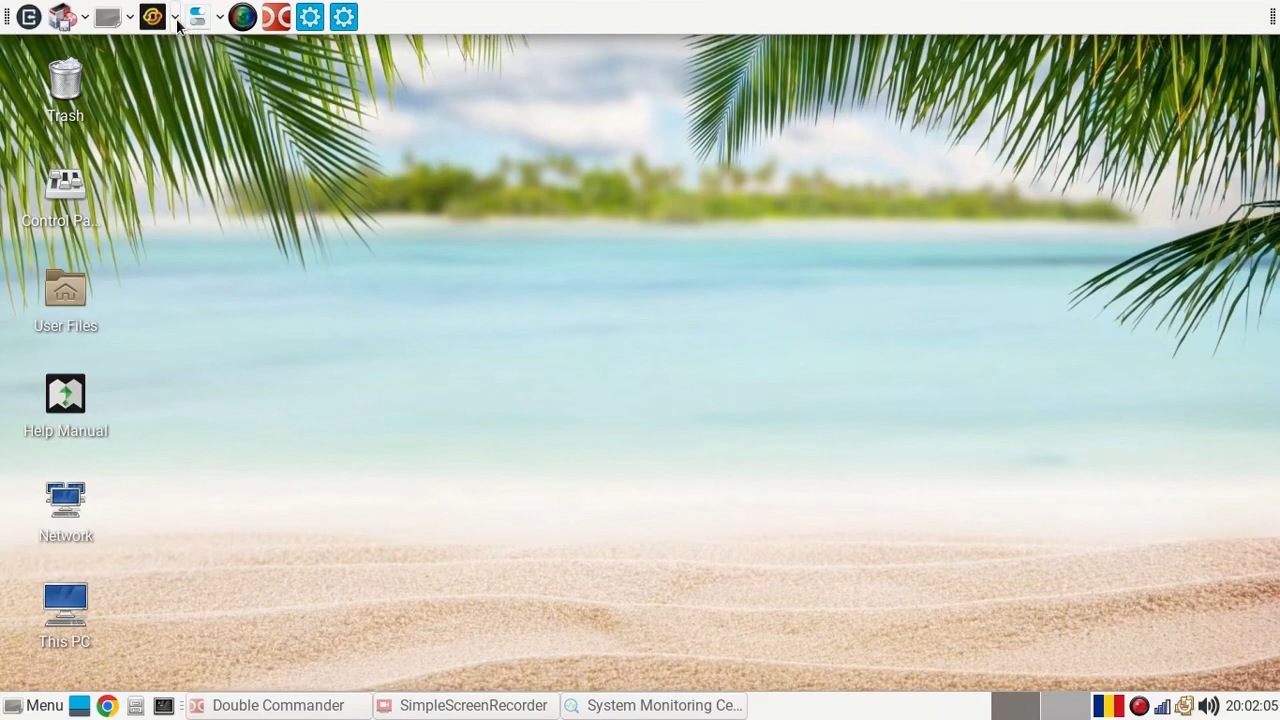 Trash
Control Pa...
User Files
Help Manual
Network
This PC
Menu
Double Commander
SimpleScreenRecorder
System Monitoring Ce...
20:02:05